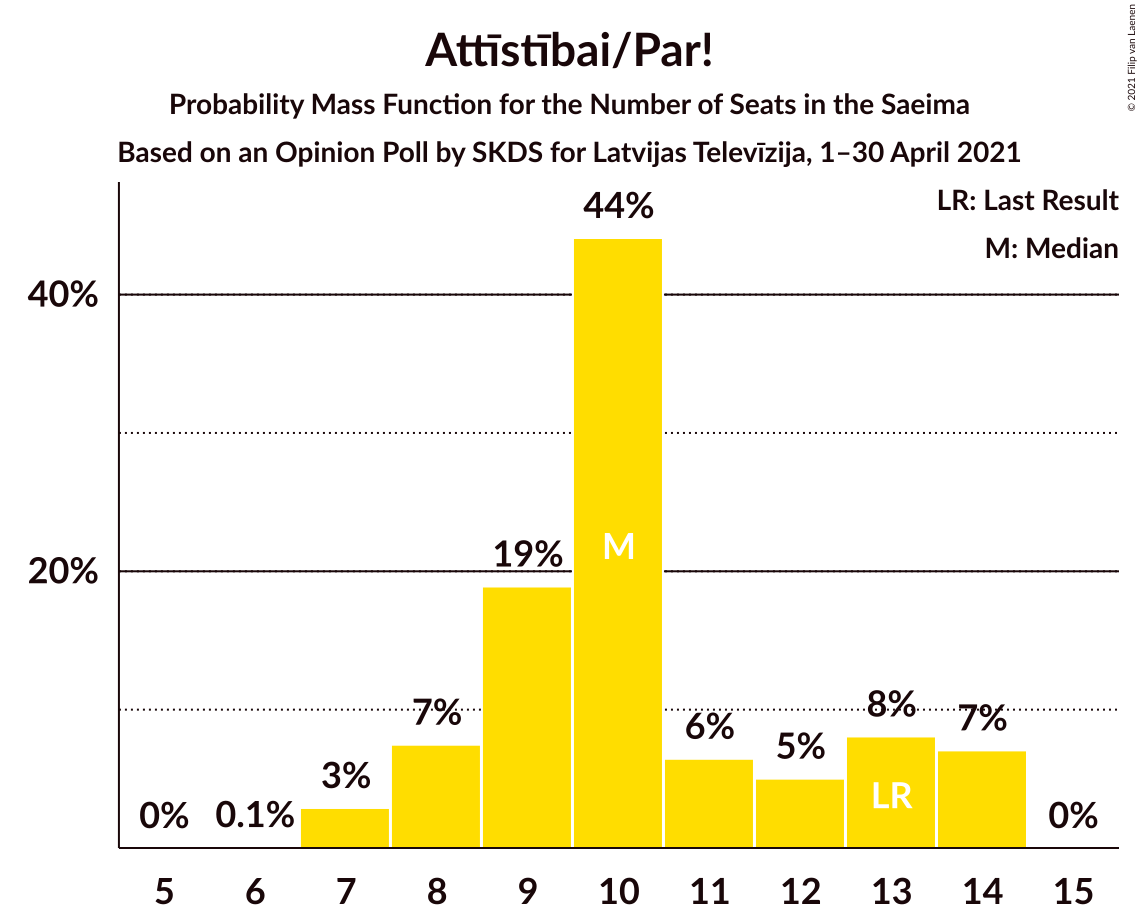 Attīstībai/Par!
Probability Mass Function for the Number of Seats in the Saeima
Based on an Opinion Poll by SKDS for Latvijas Televīzija, 1–30 April 2021
© 2021 Filip van Laenen
LR: Last Result
M: Median
40%
20%
0%
0.1%
3%
7%
19%
44%
6%
5%
8%
7%
0%
M
LR
5 6 7 8 9 10 11 12 13 14 15